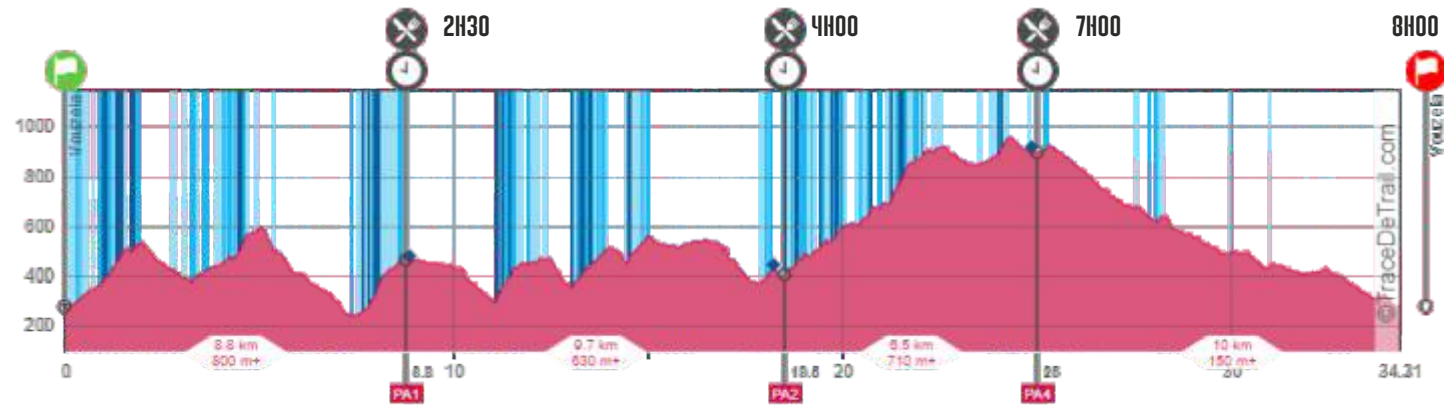 2H30
4H00
7H00
8H00
Vouzela
Vouzela
1000
800
600
400
200
©TraceDeTrail.com
8.8 km
800 m+
9.7 km
630 m+
6.5 km
710 m+
10 km
150 m+
0
8.8
10
18.5
20
25
30
34.31
PA1
PA2
PA4